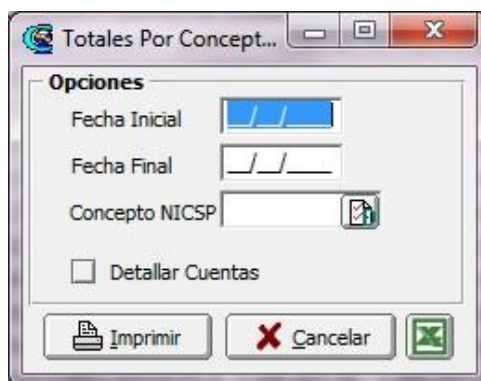 Totales Por Concept...
Opciones
Fecha Inicial __/__/____
Fecha Final __/__/____
Concepto NICSP
Detallar Cuentas
Imprimir Cancelar